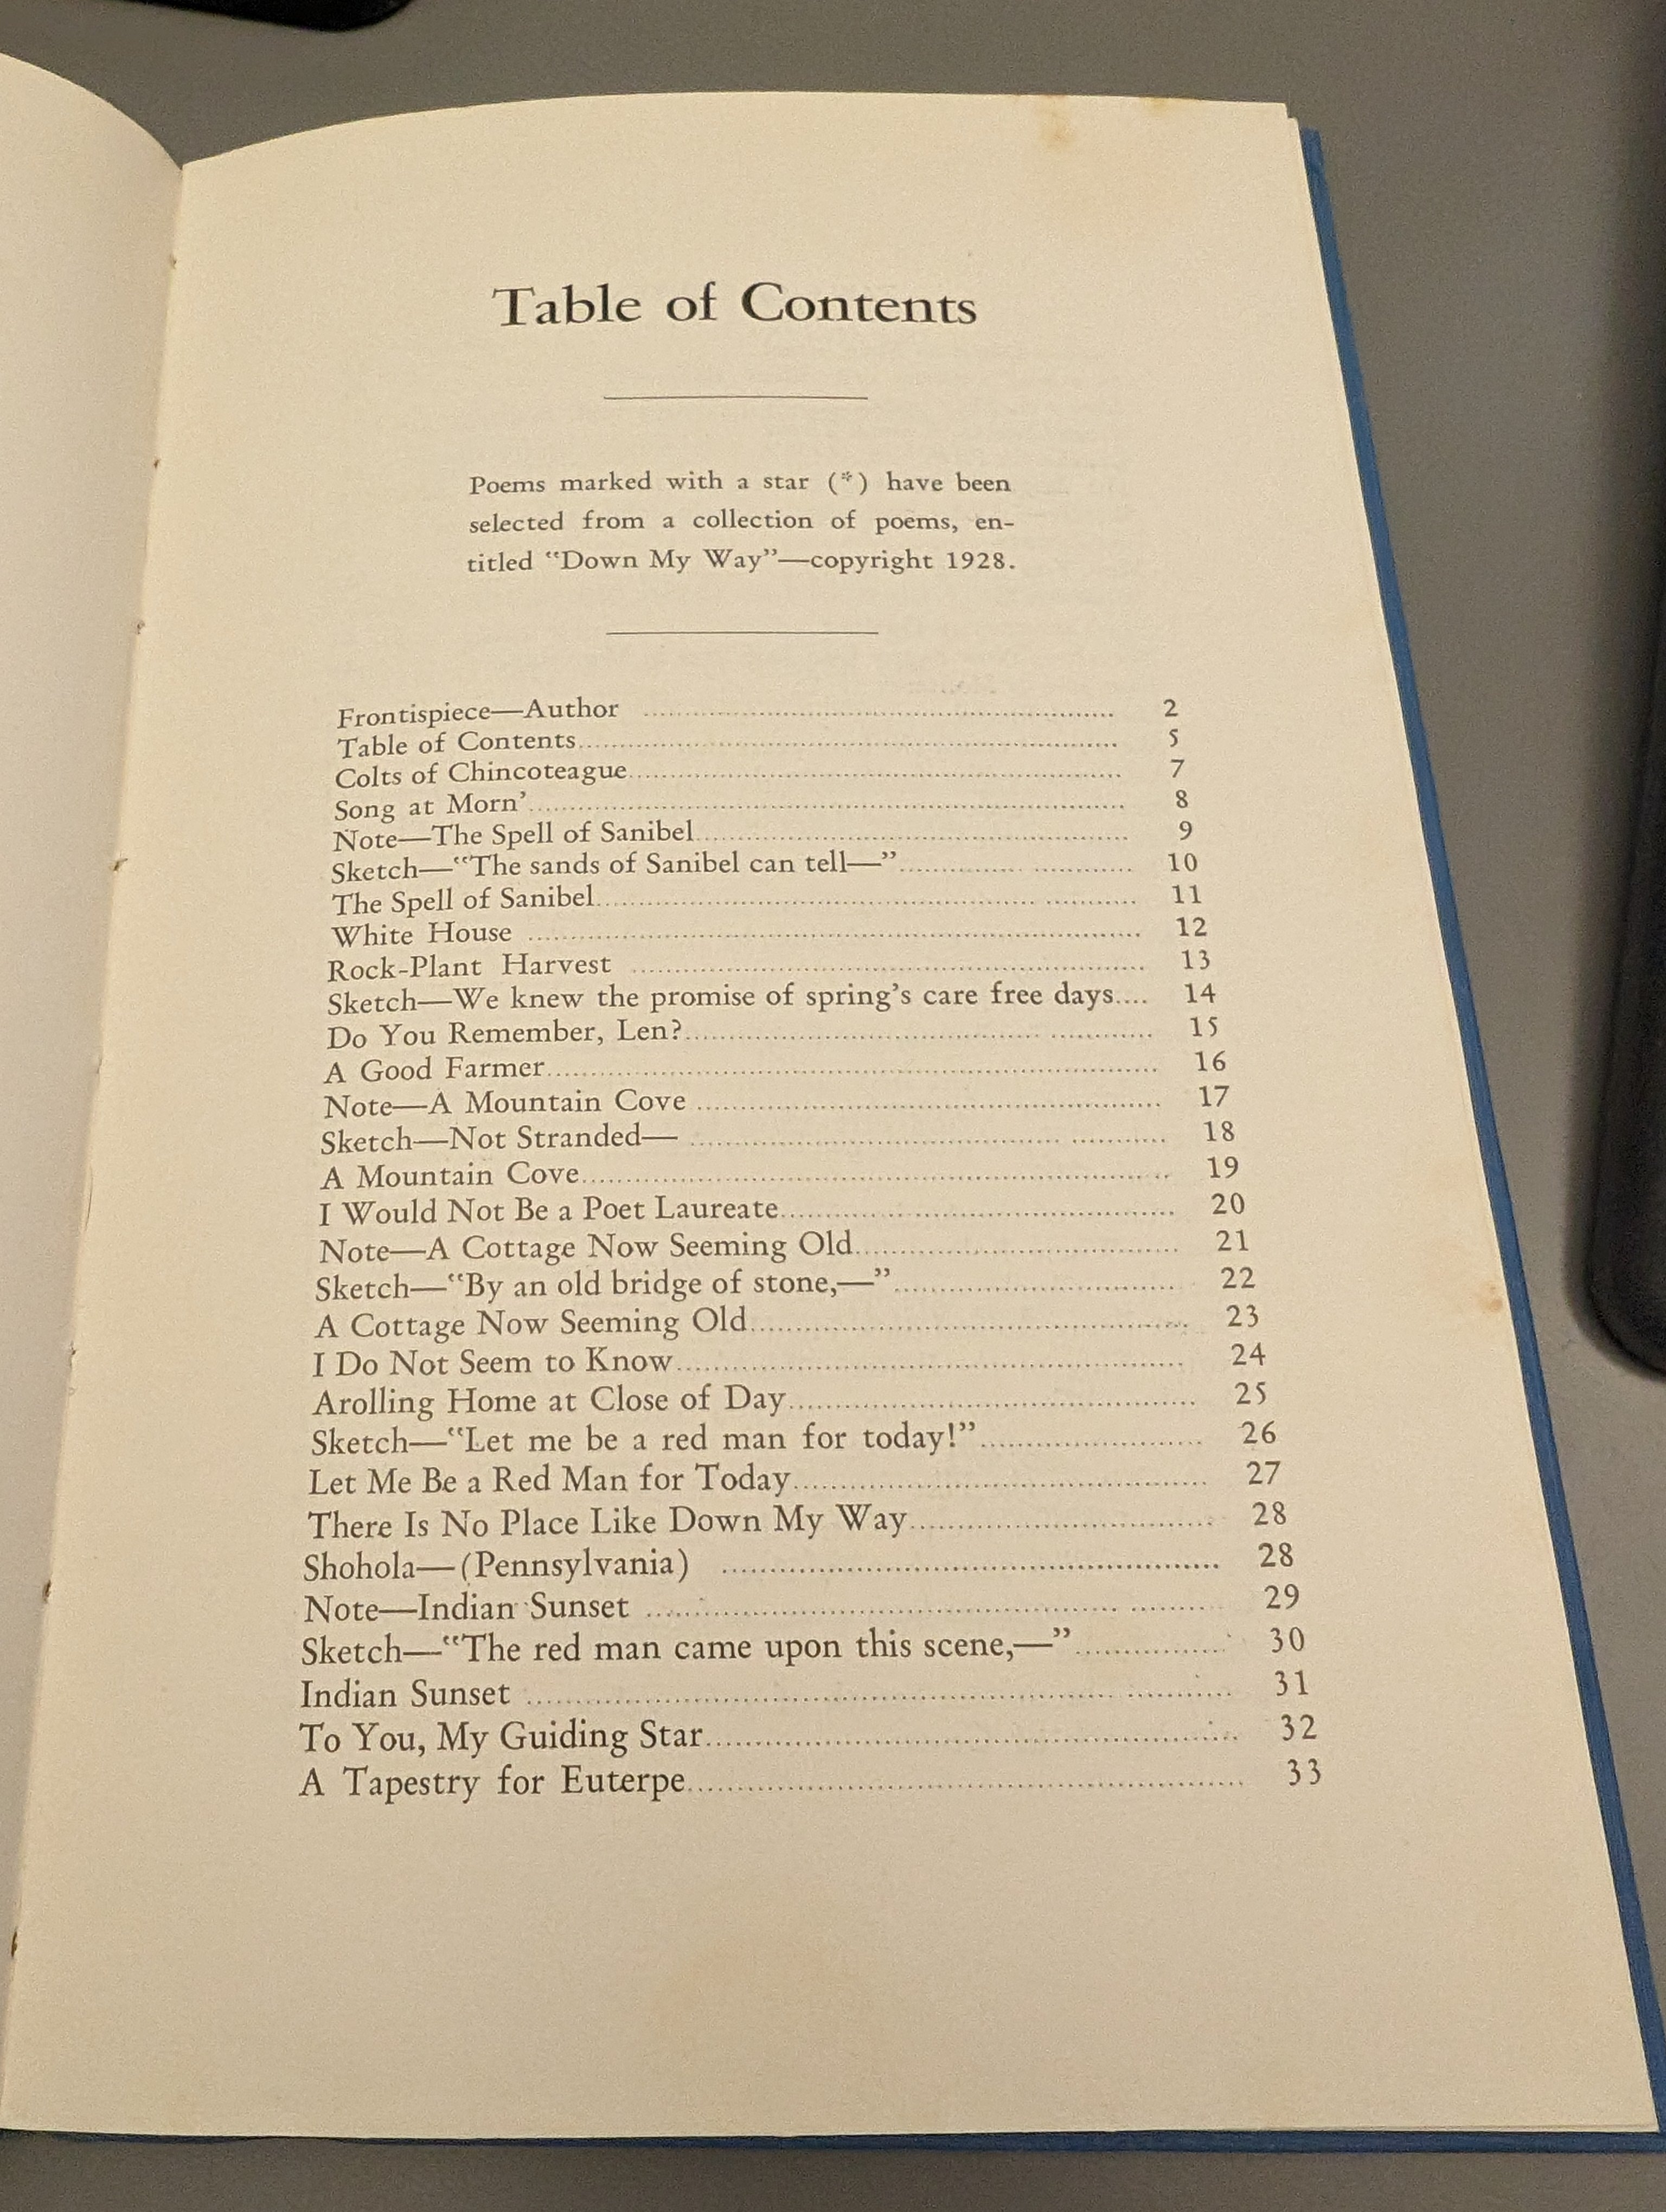 Table of Contents
Poems marked with a star (*) have been
selected from a collection of poems, en-
titled "Down My Way"—copyright 1928.
Frontispiece—Author ........ 2
Table of Contents........ 5
Colts of Chincoteague........ 7
Song at Morn'........ 8
Note—The Spell of Sanibel........ 9
Sketch—"The sands of Sanibel can tell—"........ 10
The Spell of Sanibel........ 11
White House ........ 12
Rock-Plant Harvest ........ 13
Sketch—We knew the promise of spring's care free days.... 14
Do You Remember, Len?........ 15
A Good Farmer........ 16
Note—A Mountain Cove ........ 17
Sketch—Not Stranded— ........ 18
A Mountain Cove........ 19
I Would Not Be a Poet Laureate........ 20
Note—A Cottage Now Seeming Old........ 21
Sketch—"By an old bridge of stone,—"........ 22
A Cottage Now Seeming Old........ 23
I Do Not Seem to Know........ 24
Arolling Home at Close of Day........ 25
Sketch—"Let me be a red man for today!"........ 26
Let Me Be a Red Man for Today........ 27
There Is No Place Like Down My Way........ 28
Shohola—(Pennsylvania) ........ 28
Note—Indian Sunset ........ 29
Sketch—"The red man came upon this scene,—"........ 30
Indian Sunset ........ 31
To You, My Guiding Star........ 32
A Tapestry for Euterpe........ 33